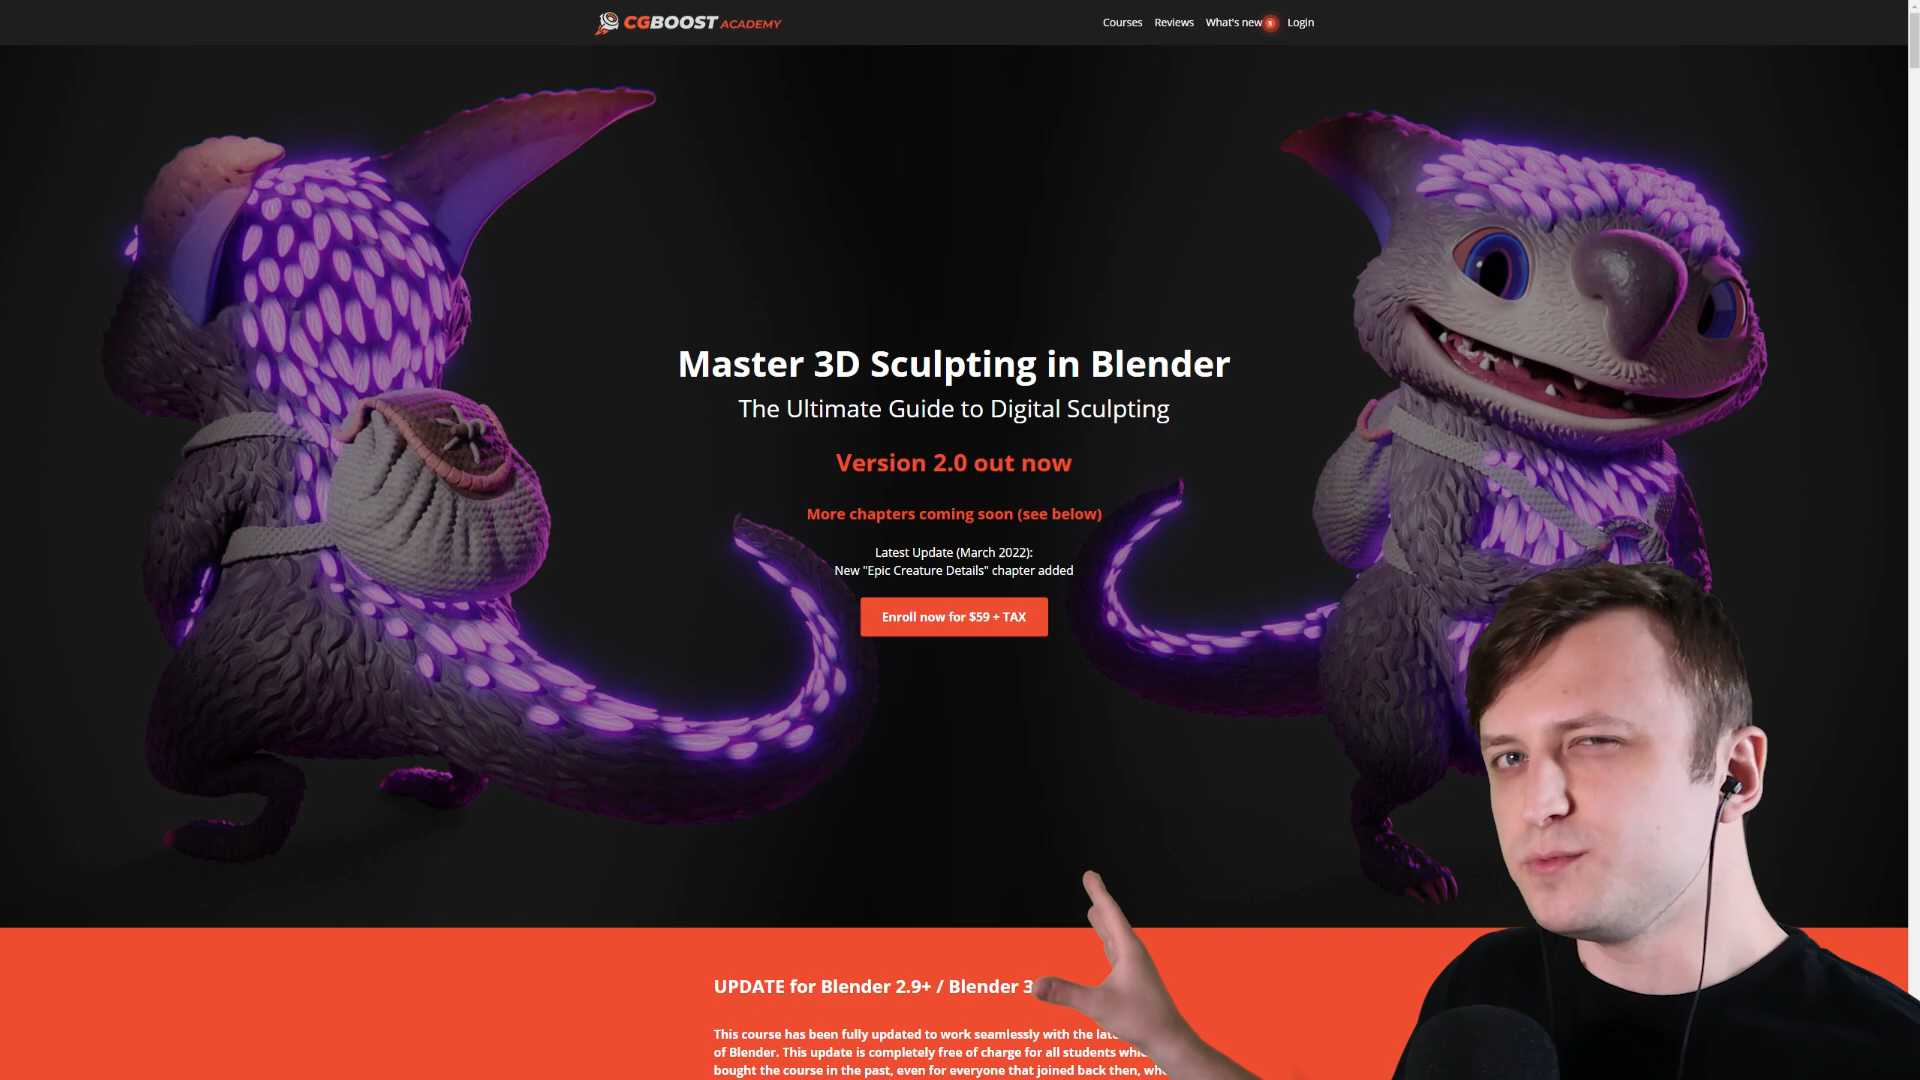 CGBOOST ACADEMY
Courses Reviews What's new Login
Master 3D Sculpting in Blender
The Ultimate Guide to Digital Sculpting
Version 2.0 out now
More chapters coming soon (see below)
Latest Update (March 2022):
New "Epic Creature Details" chapter added
Enroll now for $59 + TAX
UPDATE for Blender 2.9+ / Blender 3
This course has been fully updated to work seamlessly with the
of Blender. This update is completely free of charge for all students
bought the course in the past, even for everyone that joined back then,